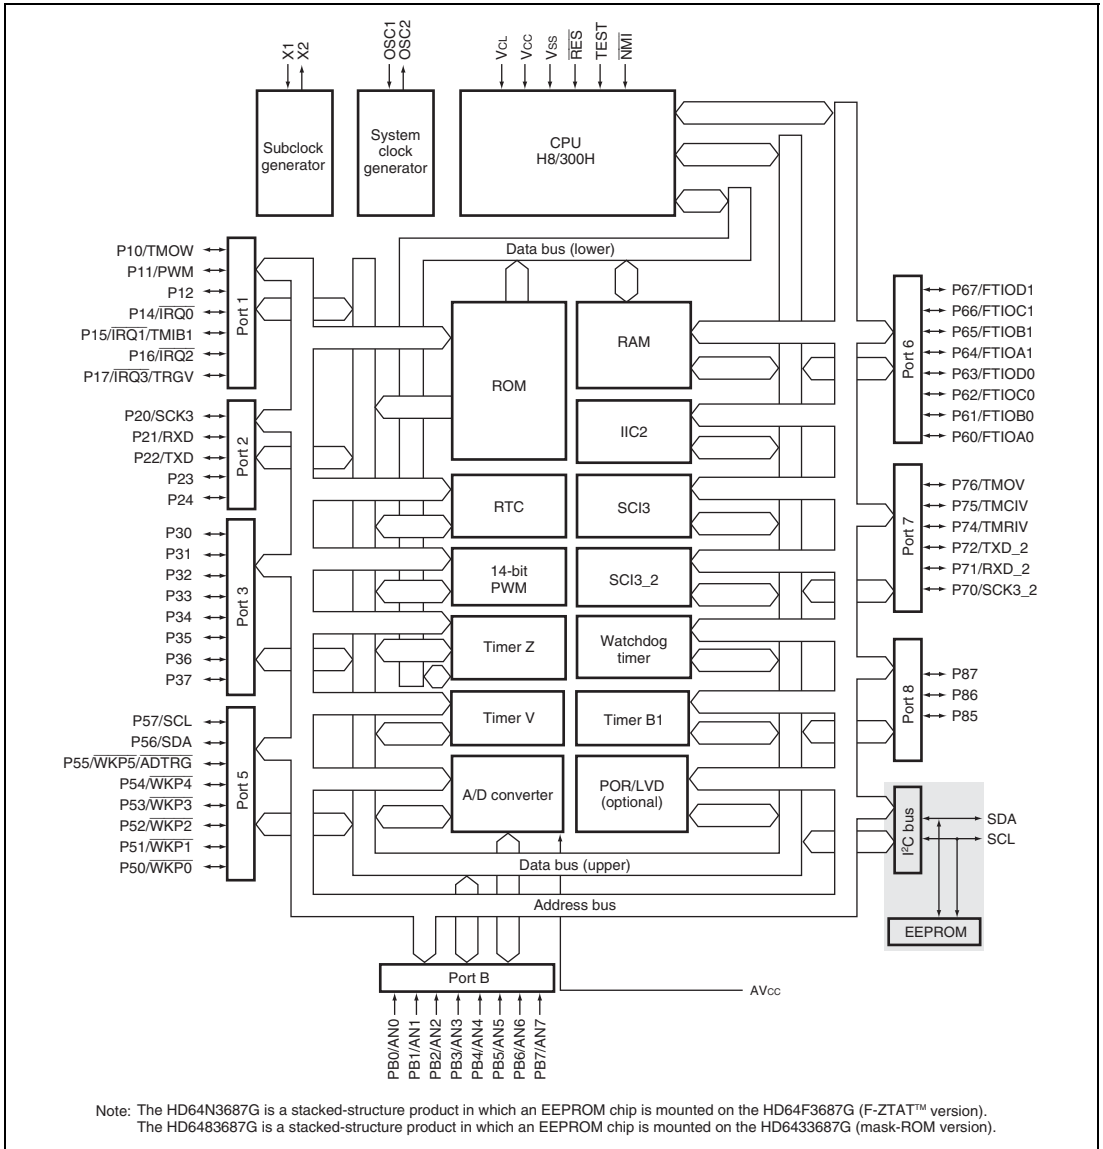 X1
X2
OSC1
OSC2
VCL
VCC
VSS
RES
TEST
NMI
Subclock
generator
System
clock
generator
CPU
H8/300H
Data bus (lower)
P10/TMOW
P11/PWM
P12
P14/IRQ0
P15/IRQ1/TMIB1
P16/IRQ2
P17/IRQ3/TRGV
Port 1
P20/SCK3
P21/RXD
P22/TXD
P23
P24
Port 2
P30
P31
P32
P33
P34
P35
P36
P37
Port 3
P57/SCL
P56/SDA
P55/WKP5/ADTRG
P54/WKP4
P53/WKP3
P52/WKP2
P51/WKP1
P50/WKP0
Port 5
ROM
RAM
IIC2
RTC
SCI3
14-bit
PWM
SCI3_2
Timer Z
Watchdog
timer
Timer V
Timer B1
A/D converter
POR/LVD
(optional)
Port 6
P67/FTIOD1
P66/FTIOC1
P65/FTIOB1
P64/FTIOA1
P63/FTIOD0
P62/FTIOC0
P61/FTIOB0
P60/FTIOA0
Port 7
P76/TMOV
P75/TMCIV
P74/TMRIV
P72/TXD_2
P71/RXD_2
P70/SCK3_2
Port 8
P87
P86
P85
I²C bus
SDA
SCL
EEPROM
Data bus (upper)
Address bus
Port B
AVCC
PB0/AN0
PB1/AN1
PB2/AN2
PB3/AN3
PB4/AN4
PB5/AN5
PB6/AN6
PB7/AN7
Note: The HD64N3687G is a stacked-structure product in which an EEPROM chip is mounted on the HD64F3687G (F-ZTAT™ version).
The HD6483687G is a stacked-structure product in which an EEPROM chip is mounted on the HD6433687G (mask-ROM version).